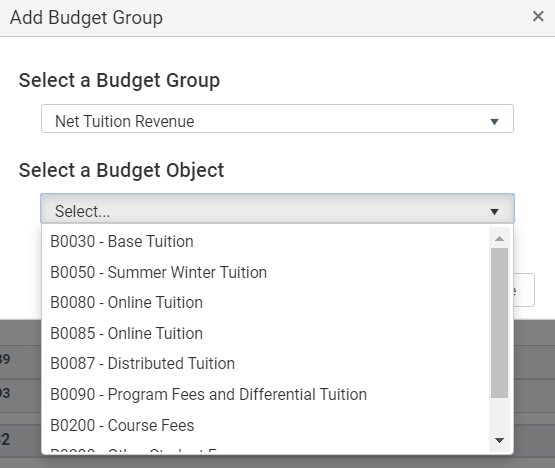 Add Budget Group
×
Select a Budget Group
Net Tuition Revenue
Select a Budget Object
Select...
B0030 - Base Tuition
B0050 - Summer Winter Tuition
B0080 - Online Tuition
B0085 - Online Tuition
B0087 - Distributed Tuition
B0090 - Program Fees and Differential Tuition
B0200 - Course Fees